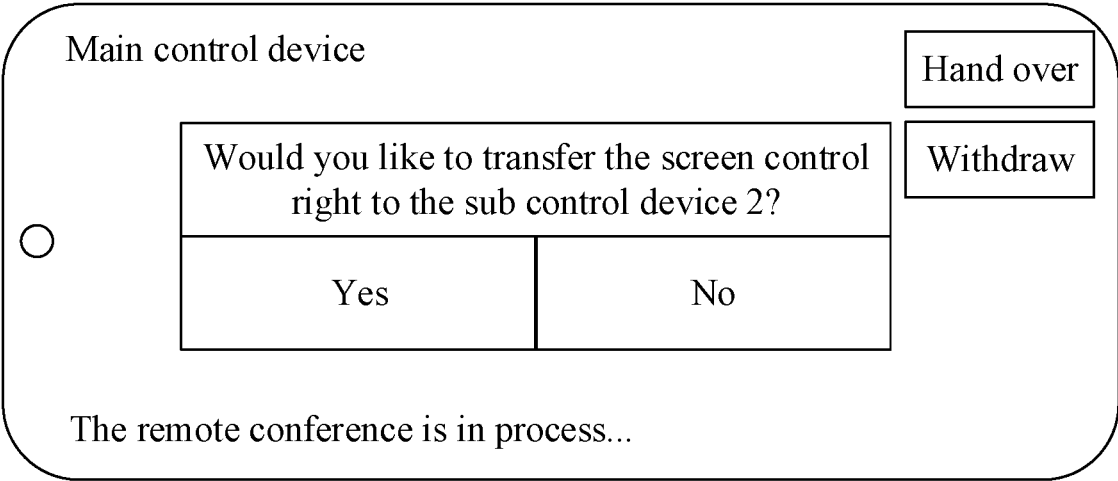 Main control device
Hand over
Would you like to transfer the screen control
right to the sub control device 2?
Withdraw
Yes
No
The remote conference is in process...